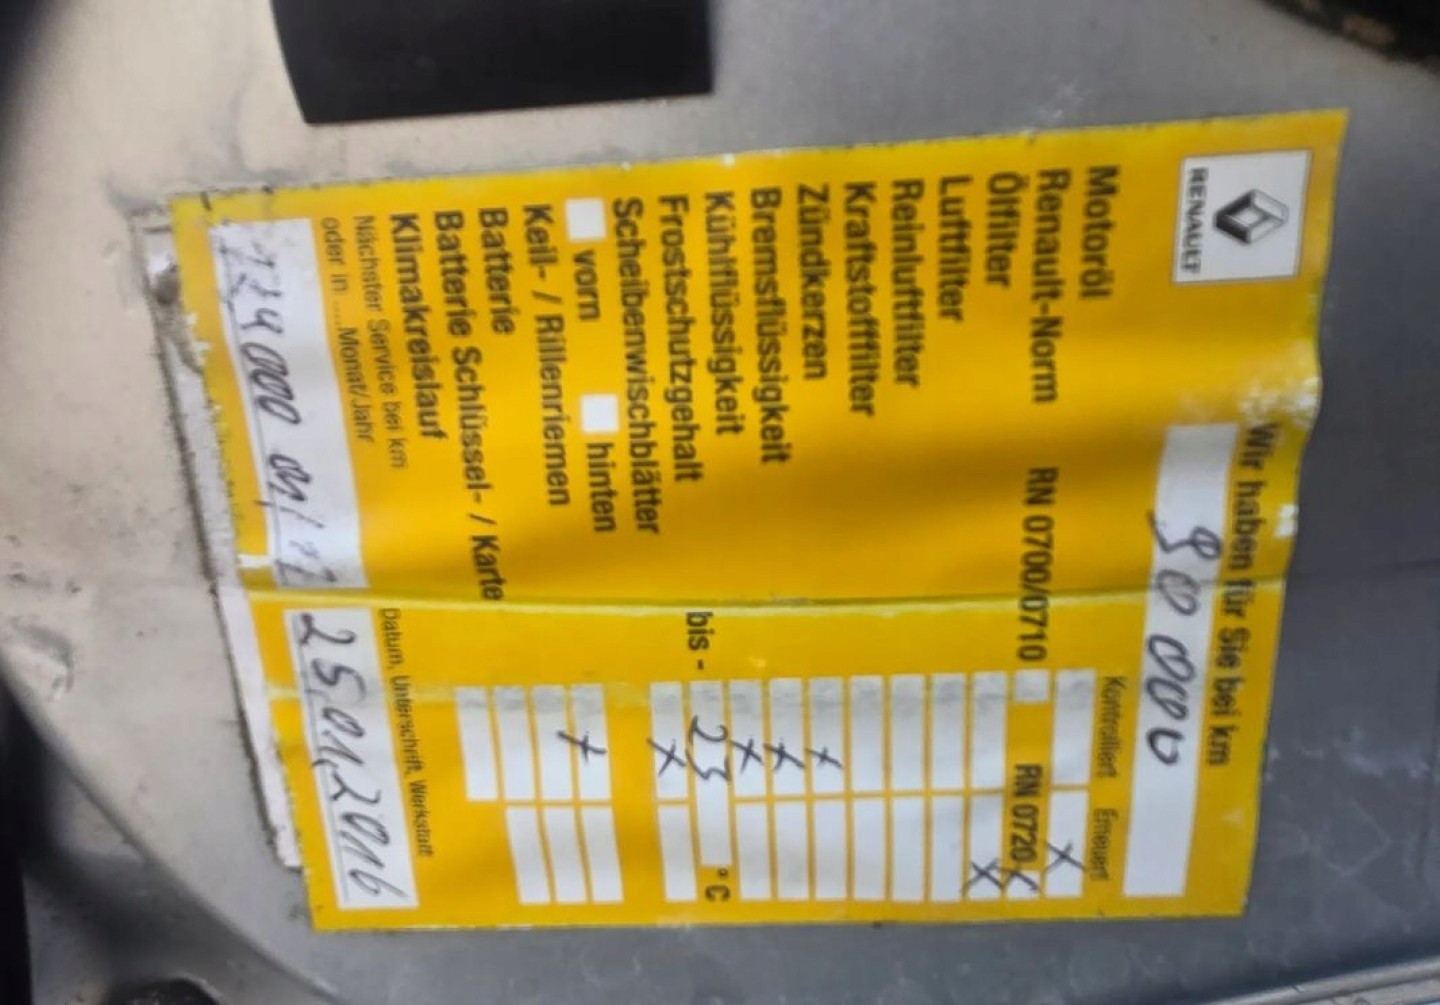 RENAULT
Wir haben für Sie bei km
90 000
Kontrolliert Erneuert
Motoröl X
Renault-Norm RN 0700/0710 RN 0720 X
Ölfilter X
Luftfilter
Reinluftfilter
Kraftstofffilter
Zündkerzen X
Bremsflüssigkeit X
Kühlflüssigkeit X
Frostschutzgehalt bis - 25 °C
Scheibenwischblätter X
vorn hinten
Keil- / Rillenriemen X
Batterie
Batterie Schlüssel- / Karte
Klimakreislauf
Nächster Service bei km
oder in ..... Monat/Jahr
Datum, Unterschrift, Werkstatt
000
25.01.2016